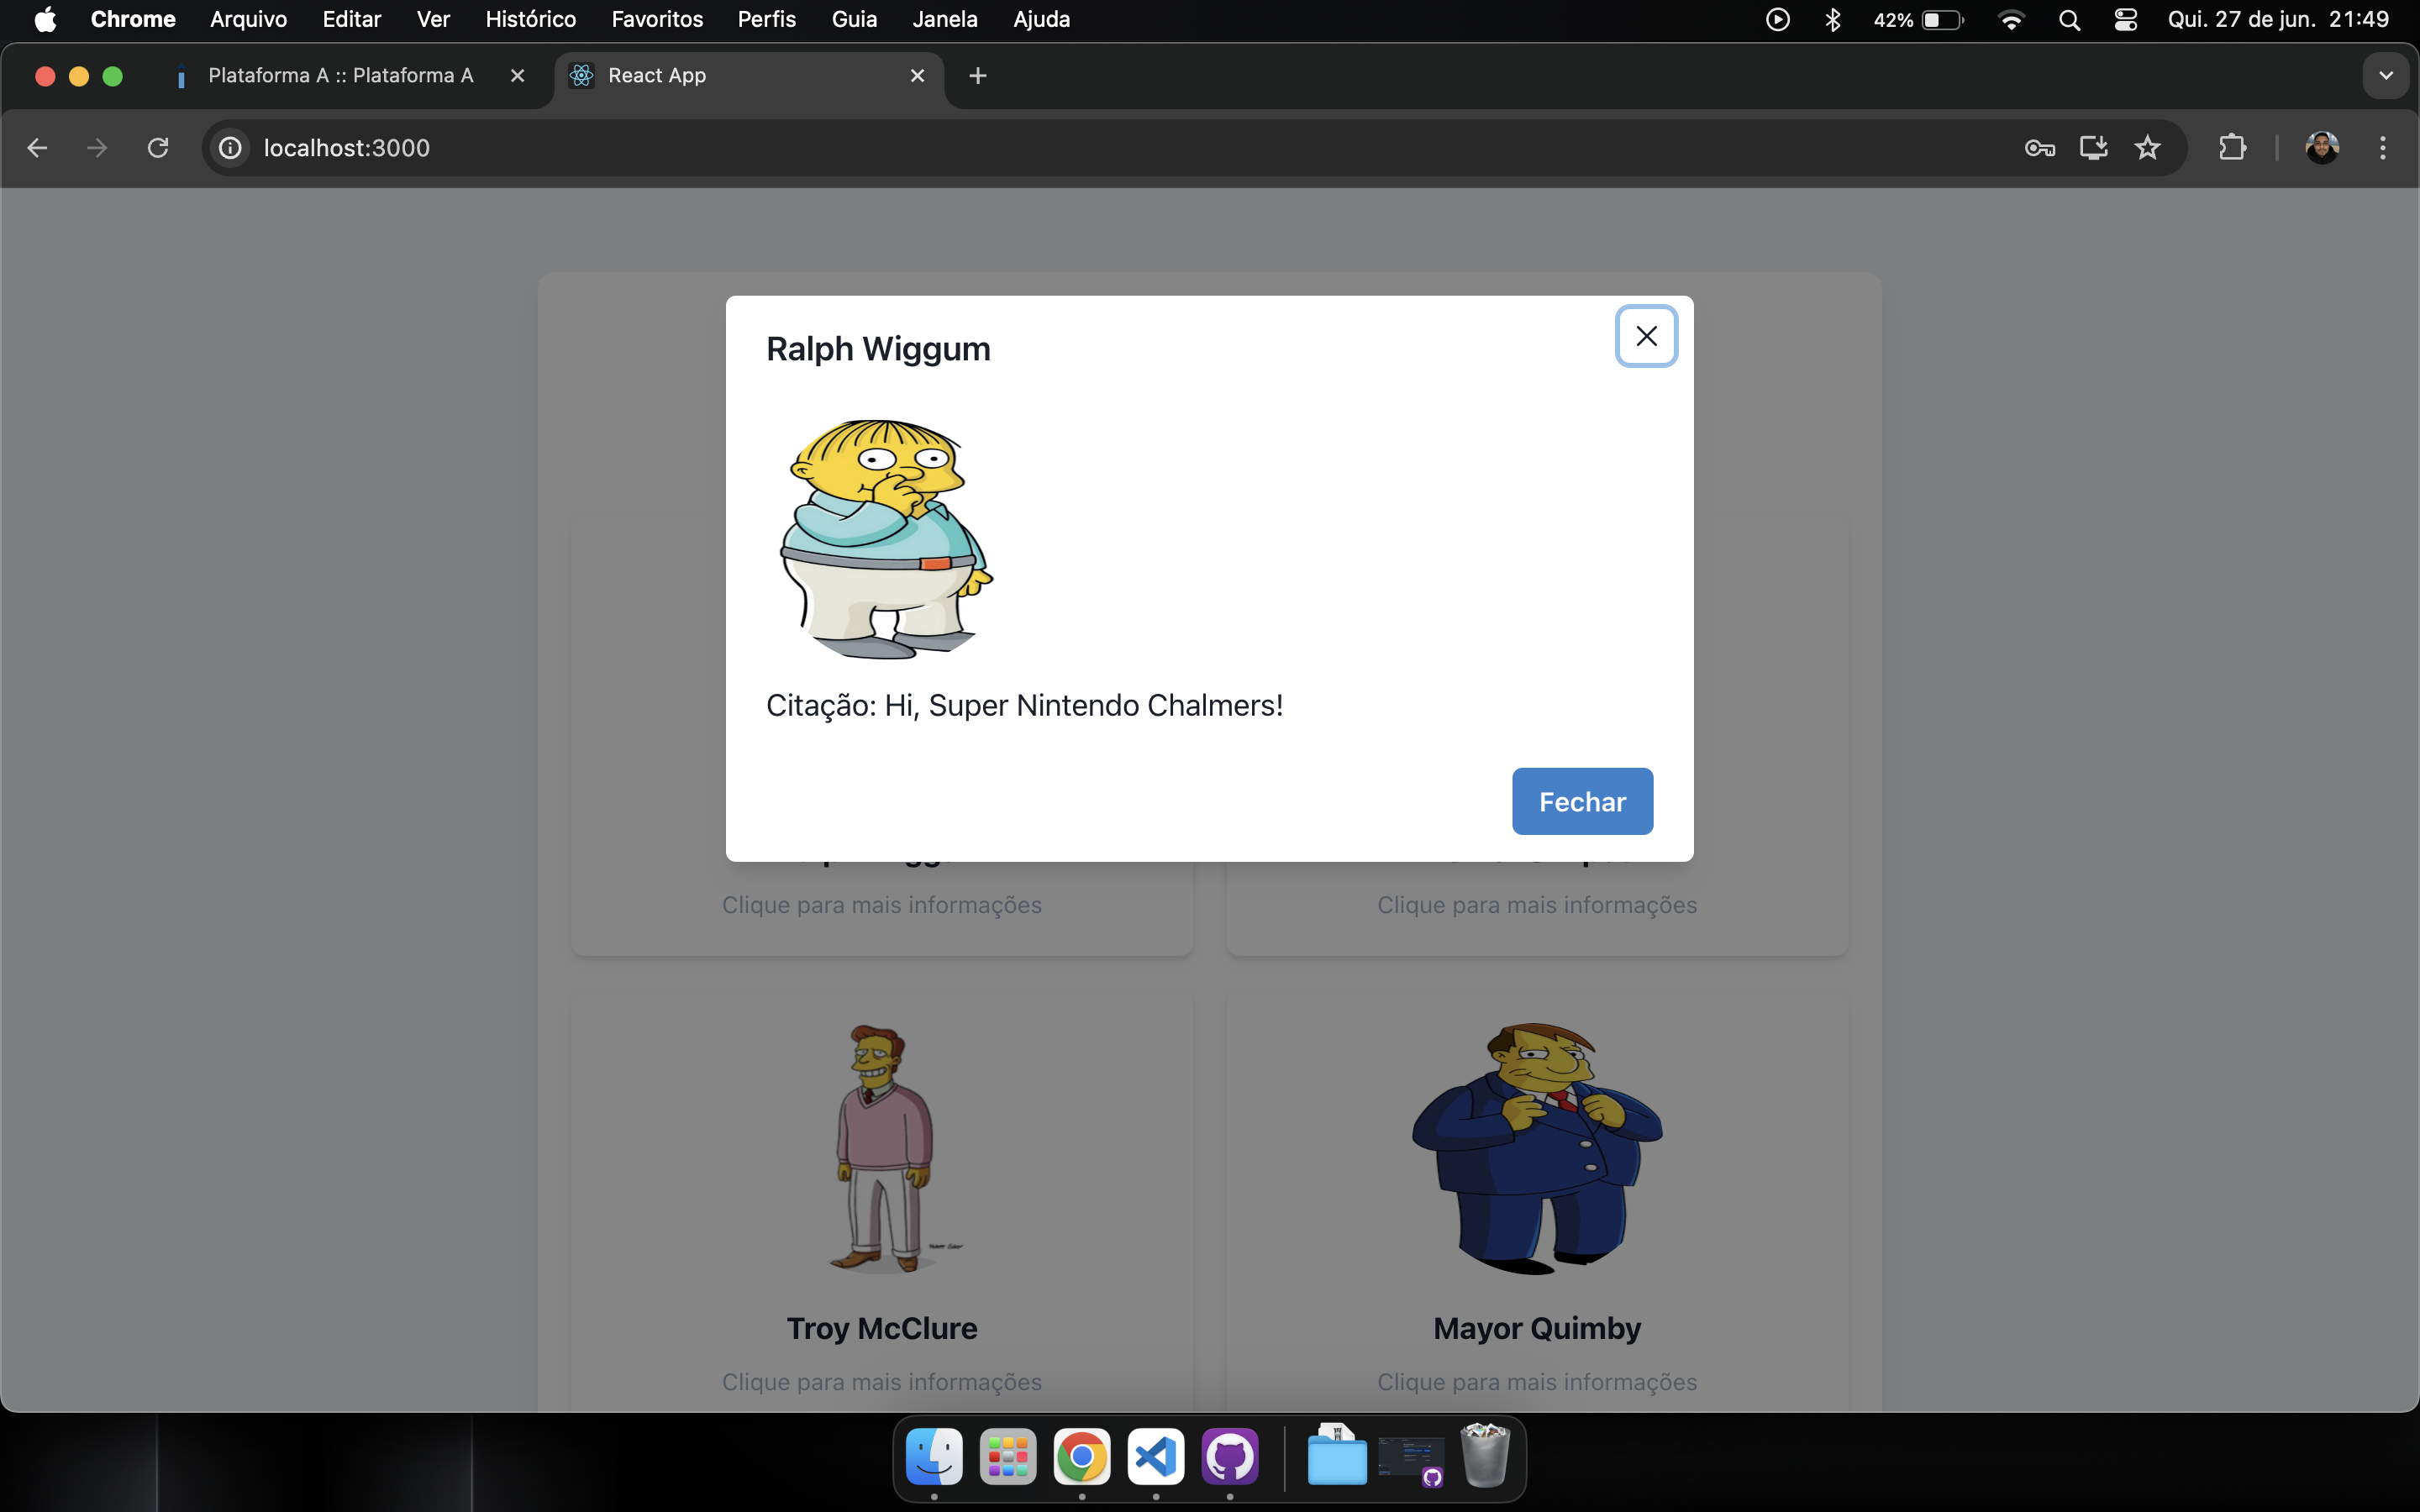 Chrome Arquivo Editar Ver Histórico Favoritos Perfis Guia Janela Ajuda 42% Qui. 27 de jun. 21:49
Plataforma A :: Plataforma A React App
localhost:3000
Ralph Wiggum
Citação: Hi, Super Nintendo Chalmers!
Fechar
Clique para mais informações Clique para mais informações
Troy McClure Mayor Quimby
Clique para mais informações Clique para mais informações